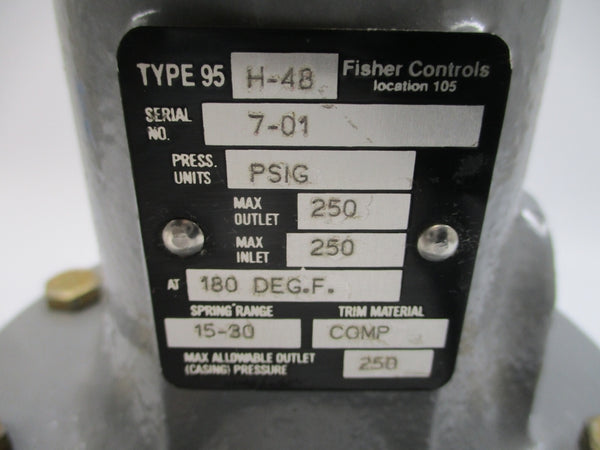 TYPE 95 H-48 Fisher Controls
location 105
SERIAL NO. 7-01
PRESS. UNITS PSIG
MAX OUTLET 250
MAX INLET 250
AT 180 DEG.F.
SPRING RANGE TRIM MATERIAL
15-30 COMP
MAX ALLOWABLE OUTLET
(CASING) PRESSURE 250